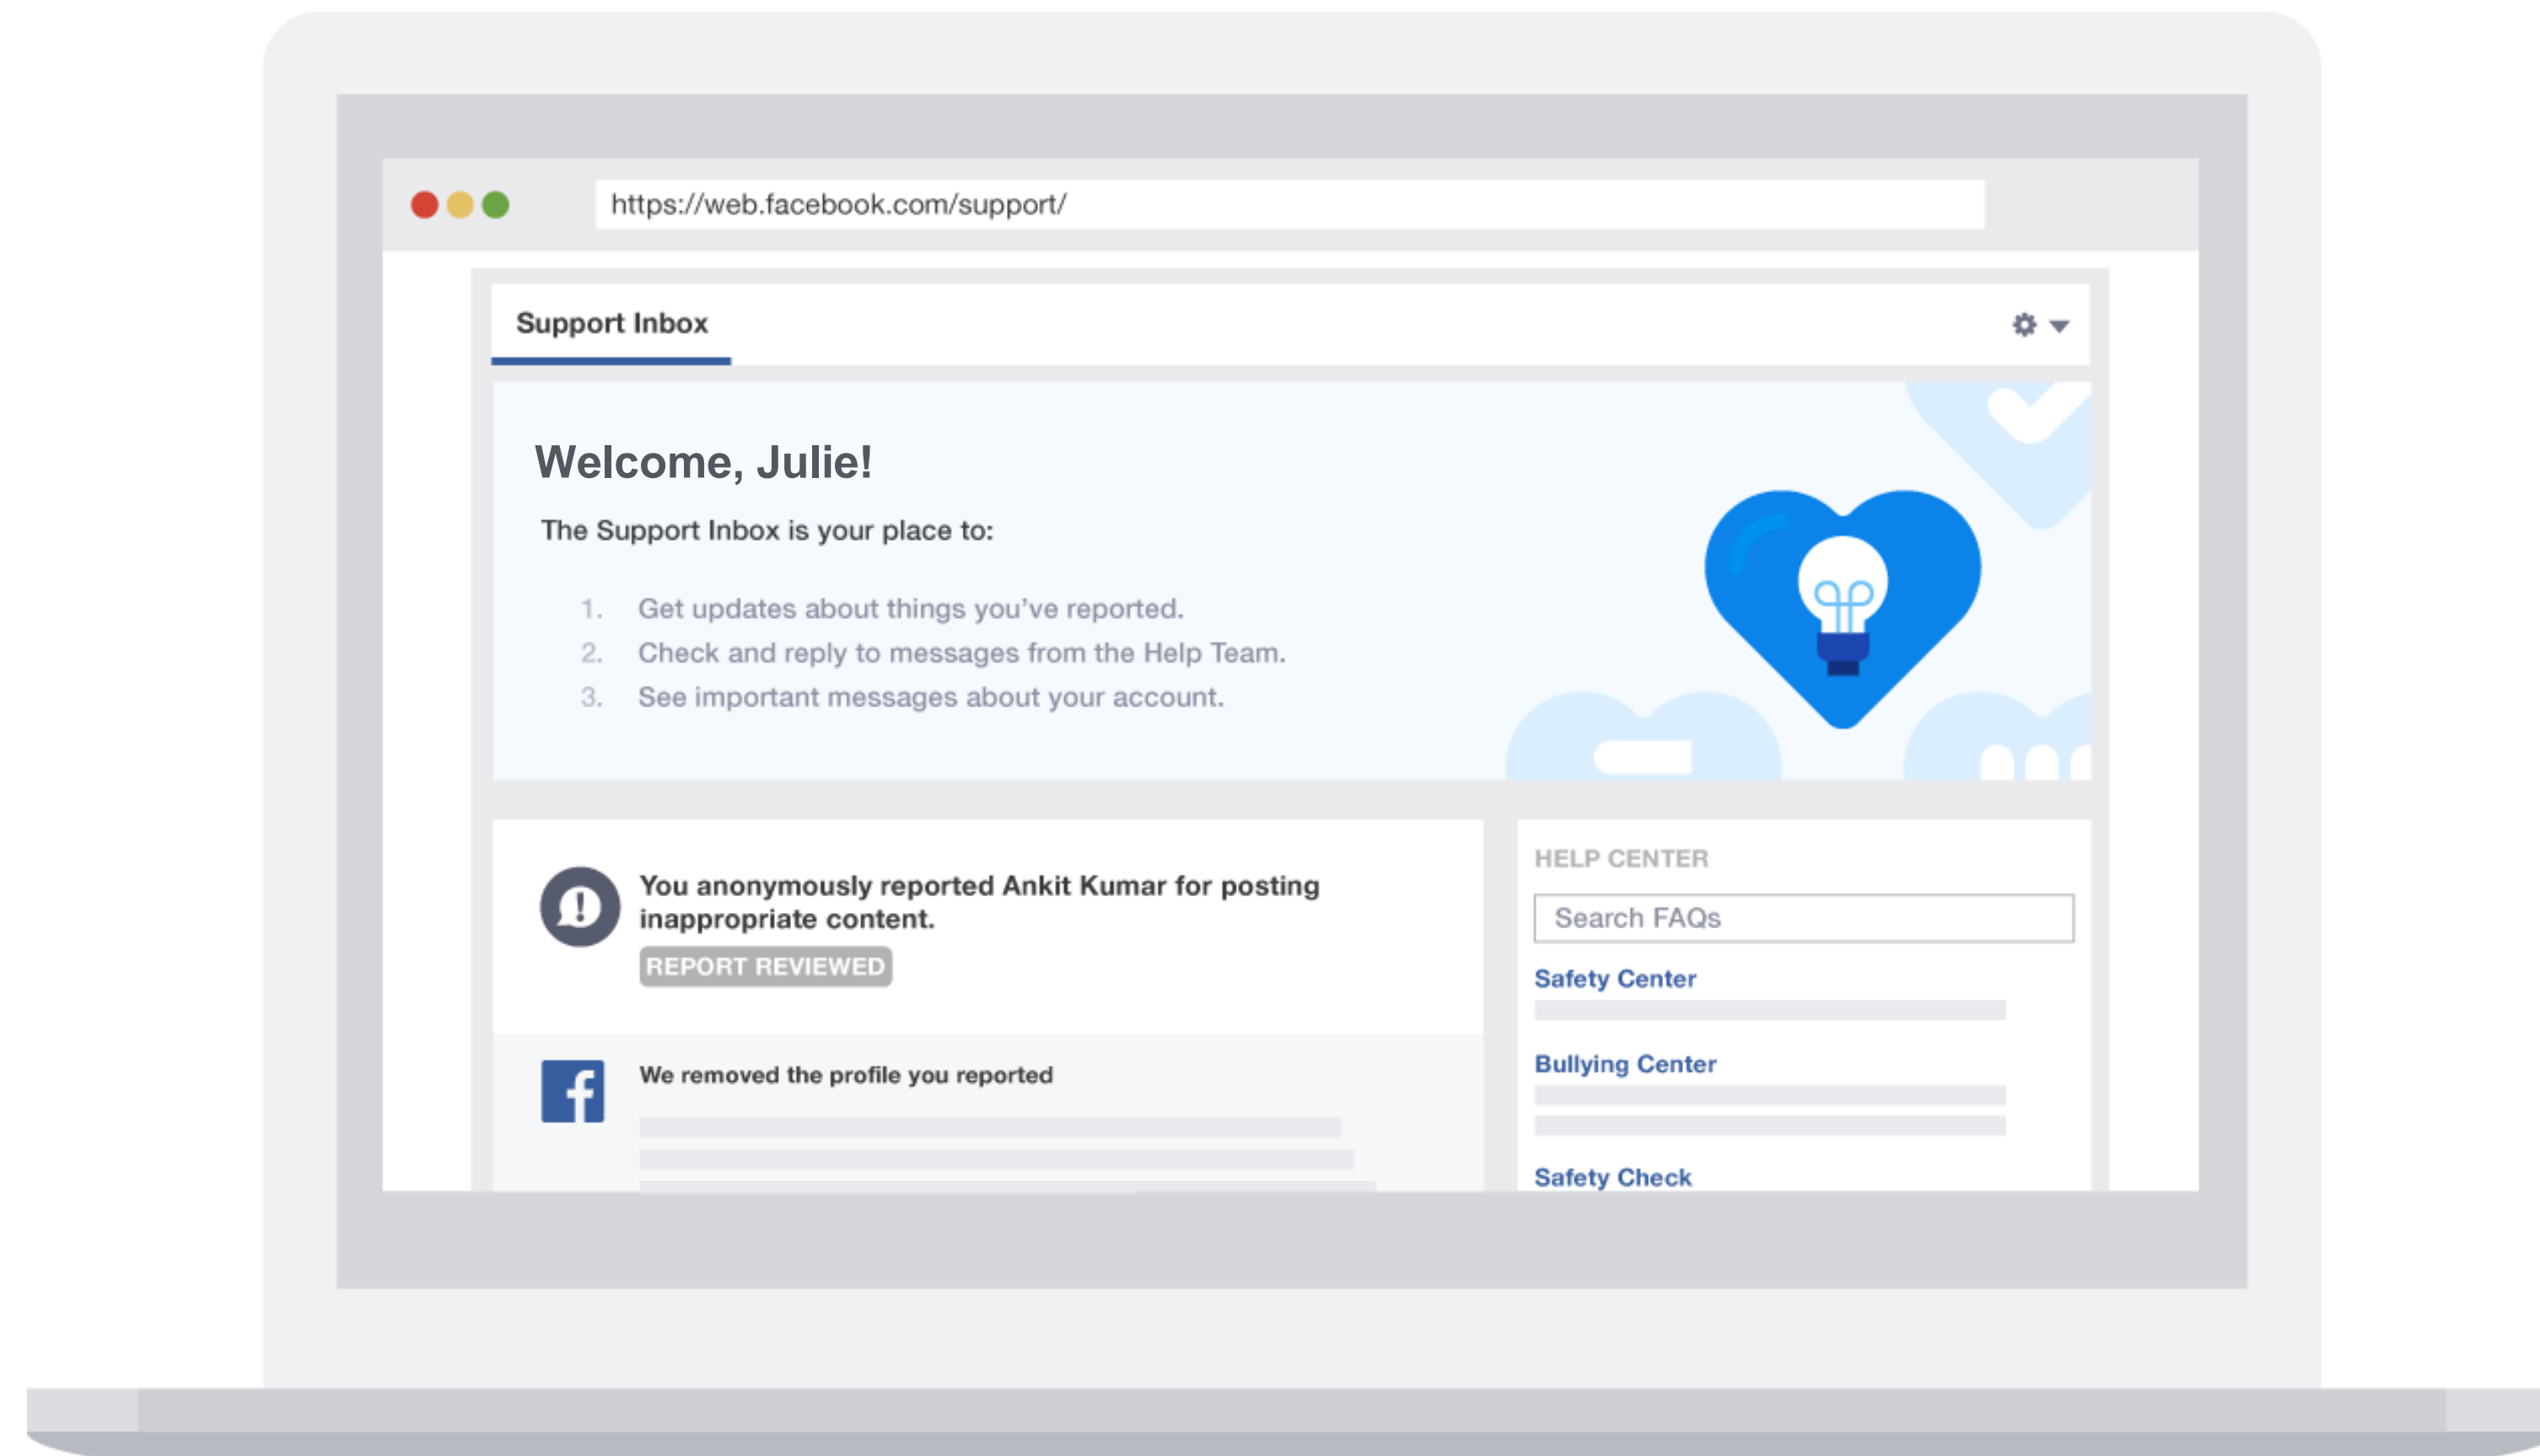 https://web.facebook.com/support/
Support Inbox
Welcome, Julie!
The Support Inbox is your place to:
1. Get updates about things you’ve reported.
2. Check and reply to messages from the Help Team.
3. See important messages about your account.
You anonymously reported Ankit Kumar for posting
inappropriate content.
REPORT REVIEWED
We removed the profile you reported
HELP CENTER
Search FAQs
Safety Center
Bullying Center
Safety Check